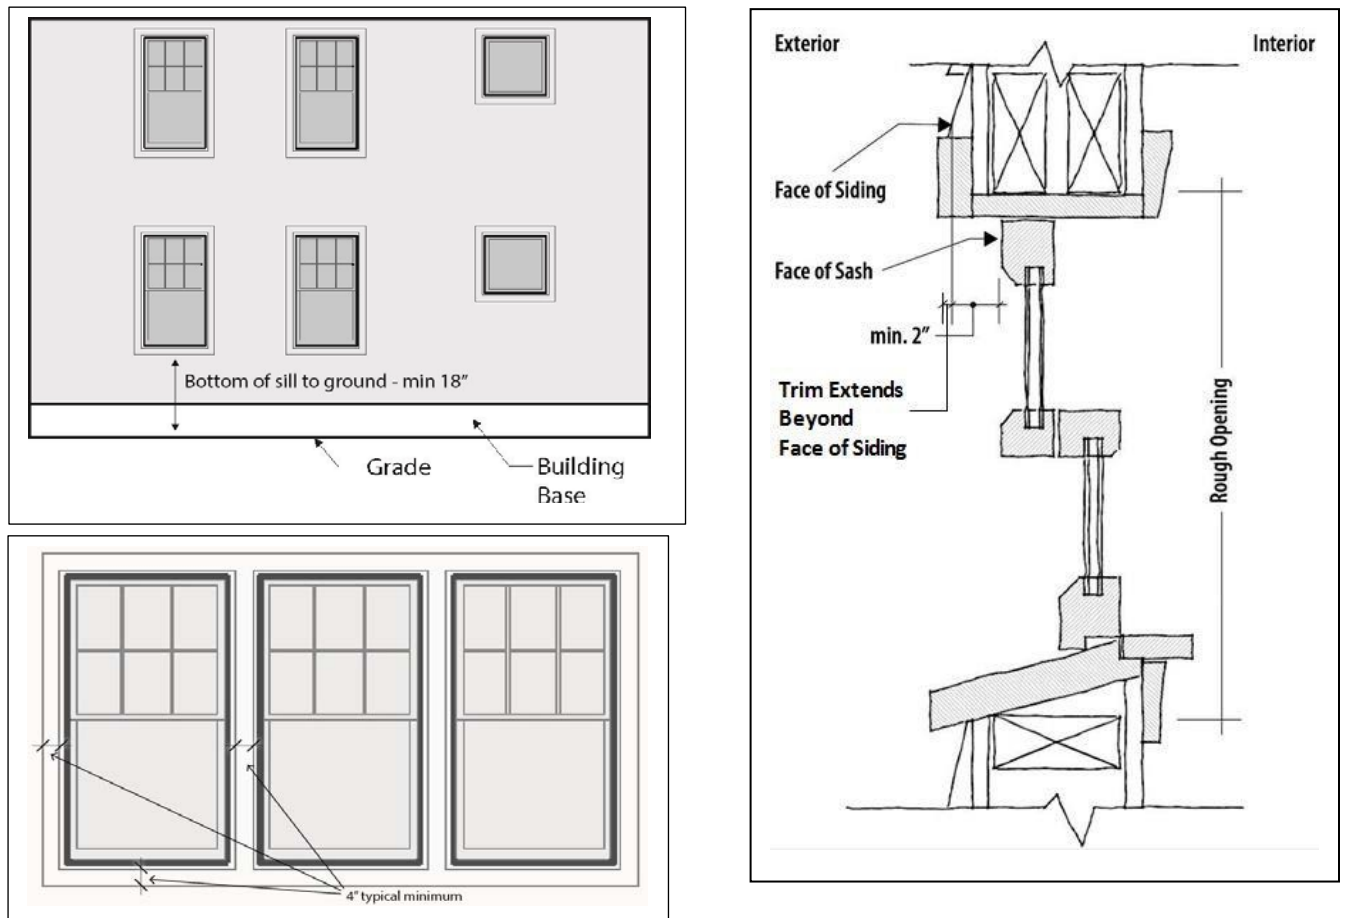 Bottom of sill to ground - min 18"
Grade
Building
Base
4" typical minimum
Exterior
Interior
Face of Siding
Face of Sash
min. 2"
Trim Extends
Beyond
Face of Siding
Rough Opening